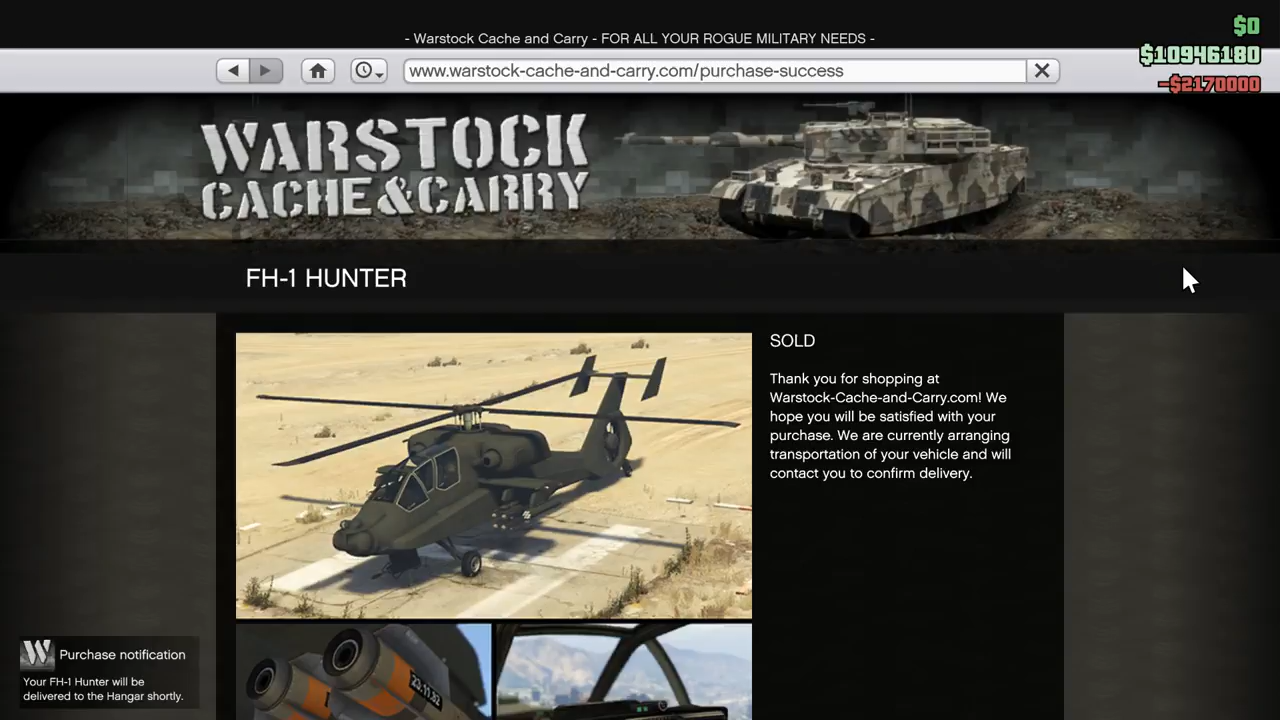 - Warstock Cache and Carry - FOR ALL YOUR ROGUE MILITARY NEEDS -
$0
$10946180
-$2170000
www.warstock-cache-and-carry.com/purchase-success
WARSTOCK
CACHE&CARRY
FH-1 HUNTER
SOLD
Thank you for shopping at
Warstock-Cache-and-Carry.com! We
hope you will be satisfied with your
purchase. We are currently arranging
transportation of your vehicle and will
contact you to confirm delivery.
W
Purchase notification
Your FH-1 Hunter will be
delivered to the Hangar shortly.